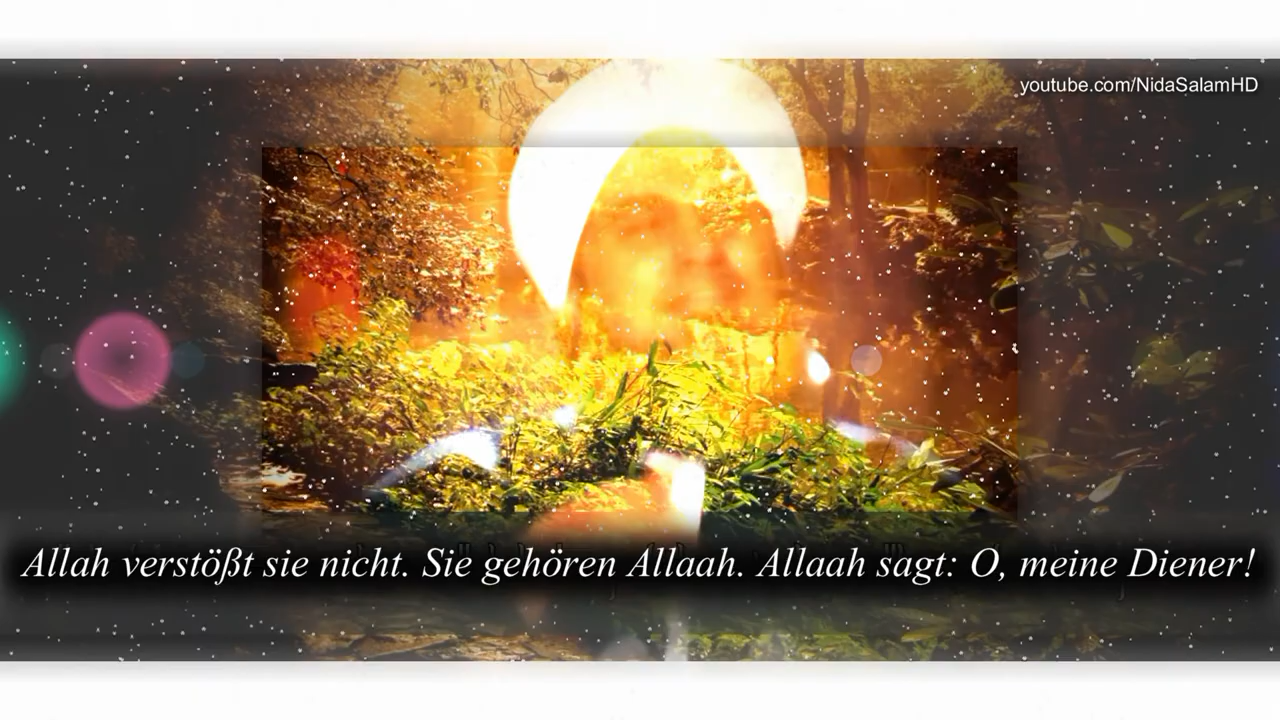 youtube.com/NidaSalamHD
Allah verstößt sie nicht. Sie gehören Allaah. Allaah sagt: O, meine Diener!